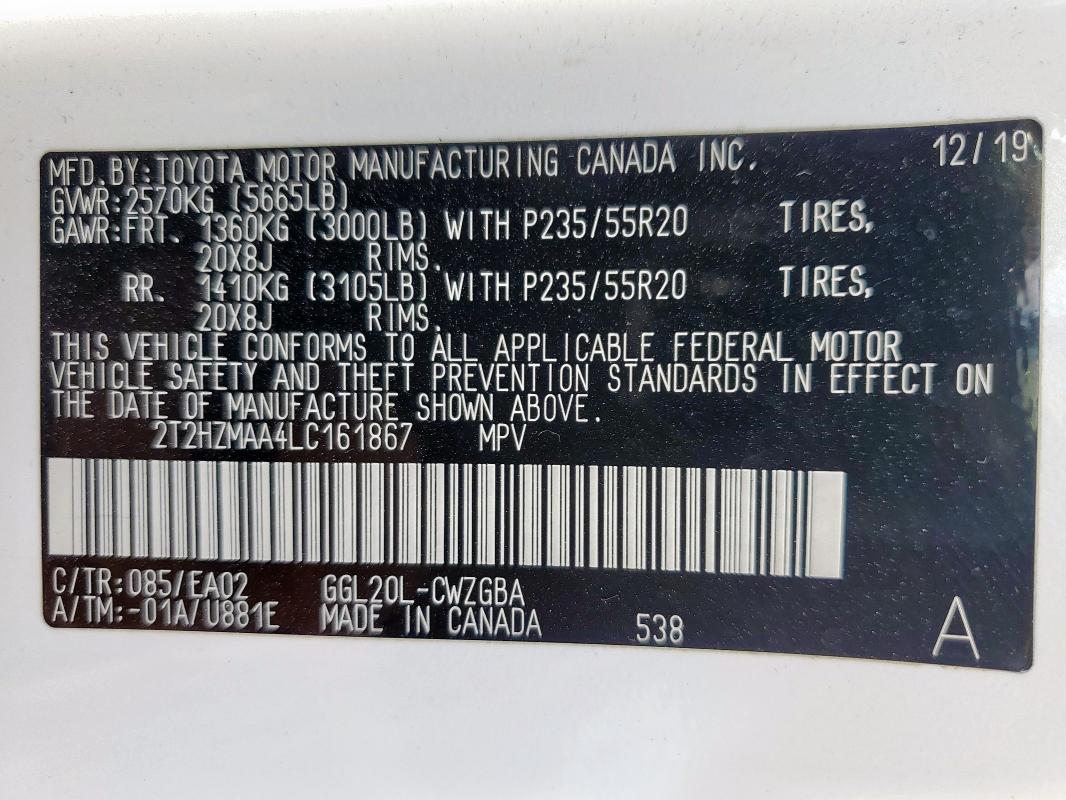 MFD. BY: TOYOTA MOTOR MANUFACTURING CANADA INC. 12/19
GVWR: 2570KG (5665LB)
GAWR: FRT. 1360KG (3000LB) WITH P235/55R20 TIRES,
20X8J RIMS.
RR. 1410KG (3105LB) WITH P235/55R20 TIRES,
20X8J RIMS.
THIS VEHICLE CONFORMS TO ALL APPLICABLE FEDERAL MOTOR
VEHICLE SAFETY AND THEFT PREVENTION STANDARDS IN EFFECT ON
THE DATE OF MANUFACTURE SHOWN ABOVE.
2T2HZMAA4LC161867 MPV
C/TR: 085/EA02 GGL20L-CWZGBA
A/TM: -01A/U881E MADE IN CANADA 538 A